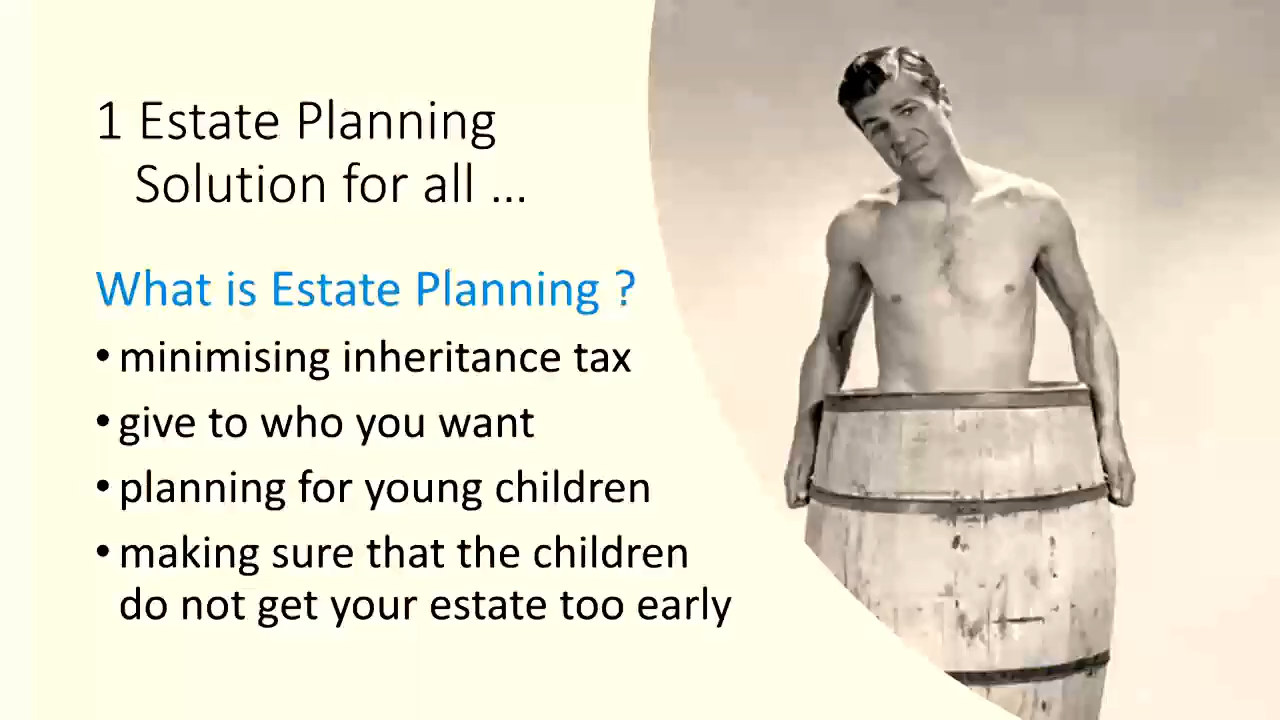 1 Estate Planning
Solution for all ...
What is Estate Planning ?
• minimising inheritance tax
• give to who you want
• planning for young children
• making sure that the children
do not get your estate too early